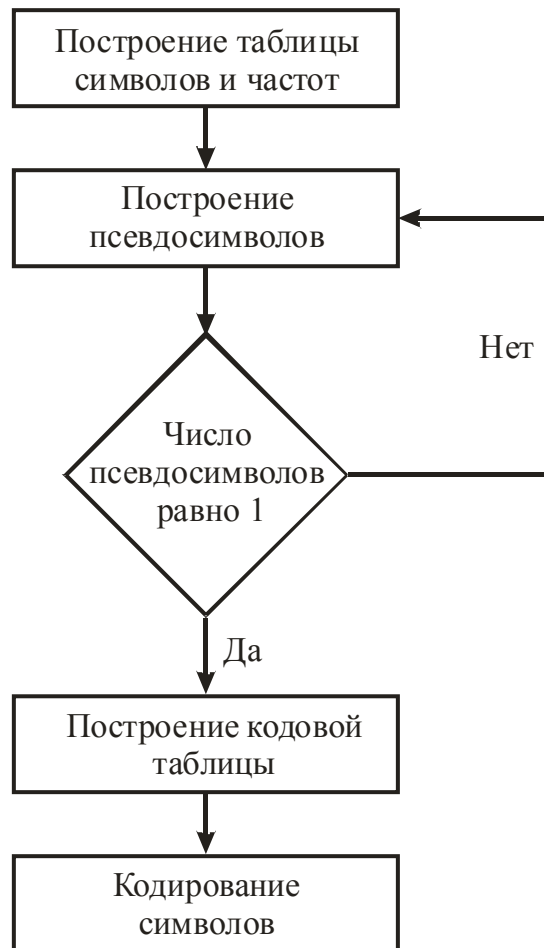 Построение таблицы
символов и частот
Построение
псевдосимволов
Нет
Число
псевдосимволов
равно 1
Да
Построение кодовой
таблицы
Кодирование
символов